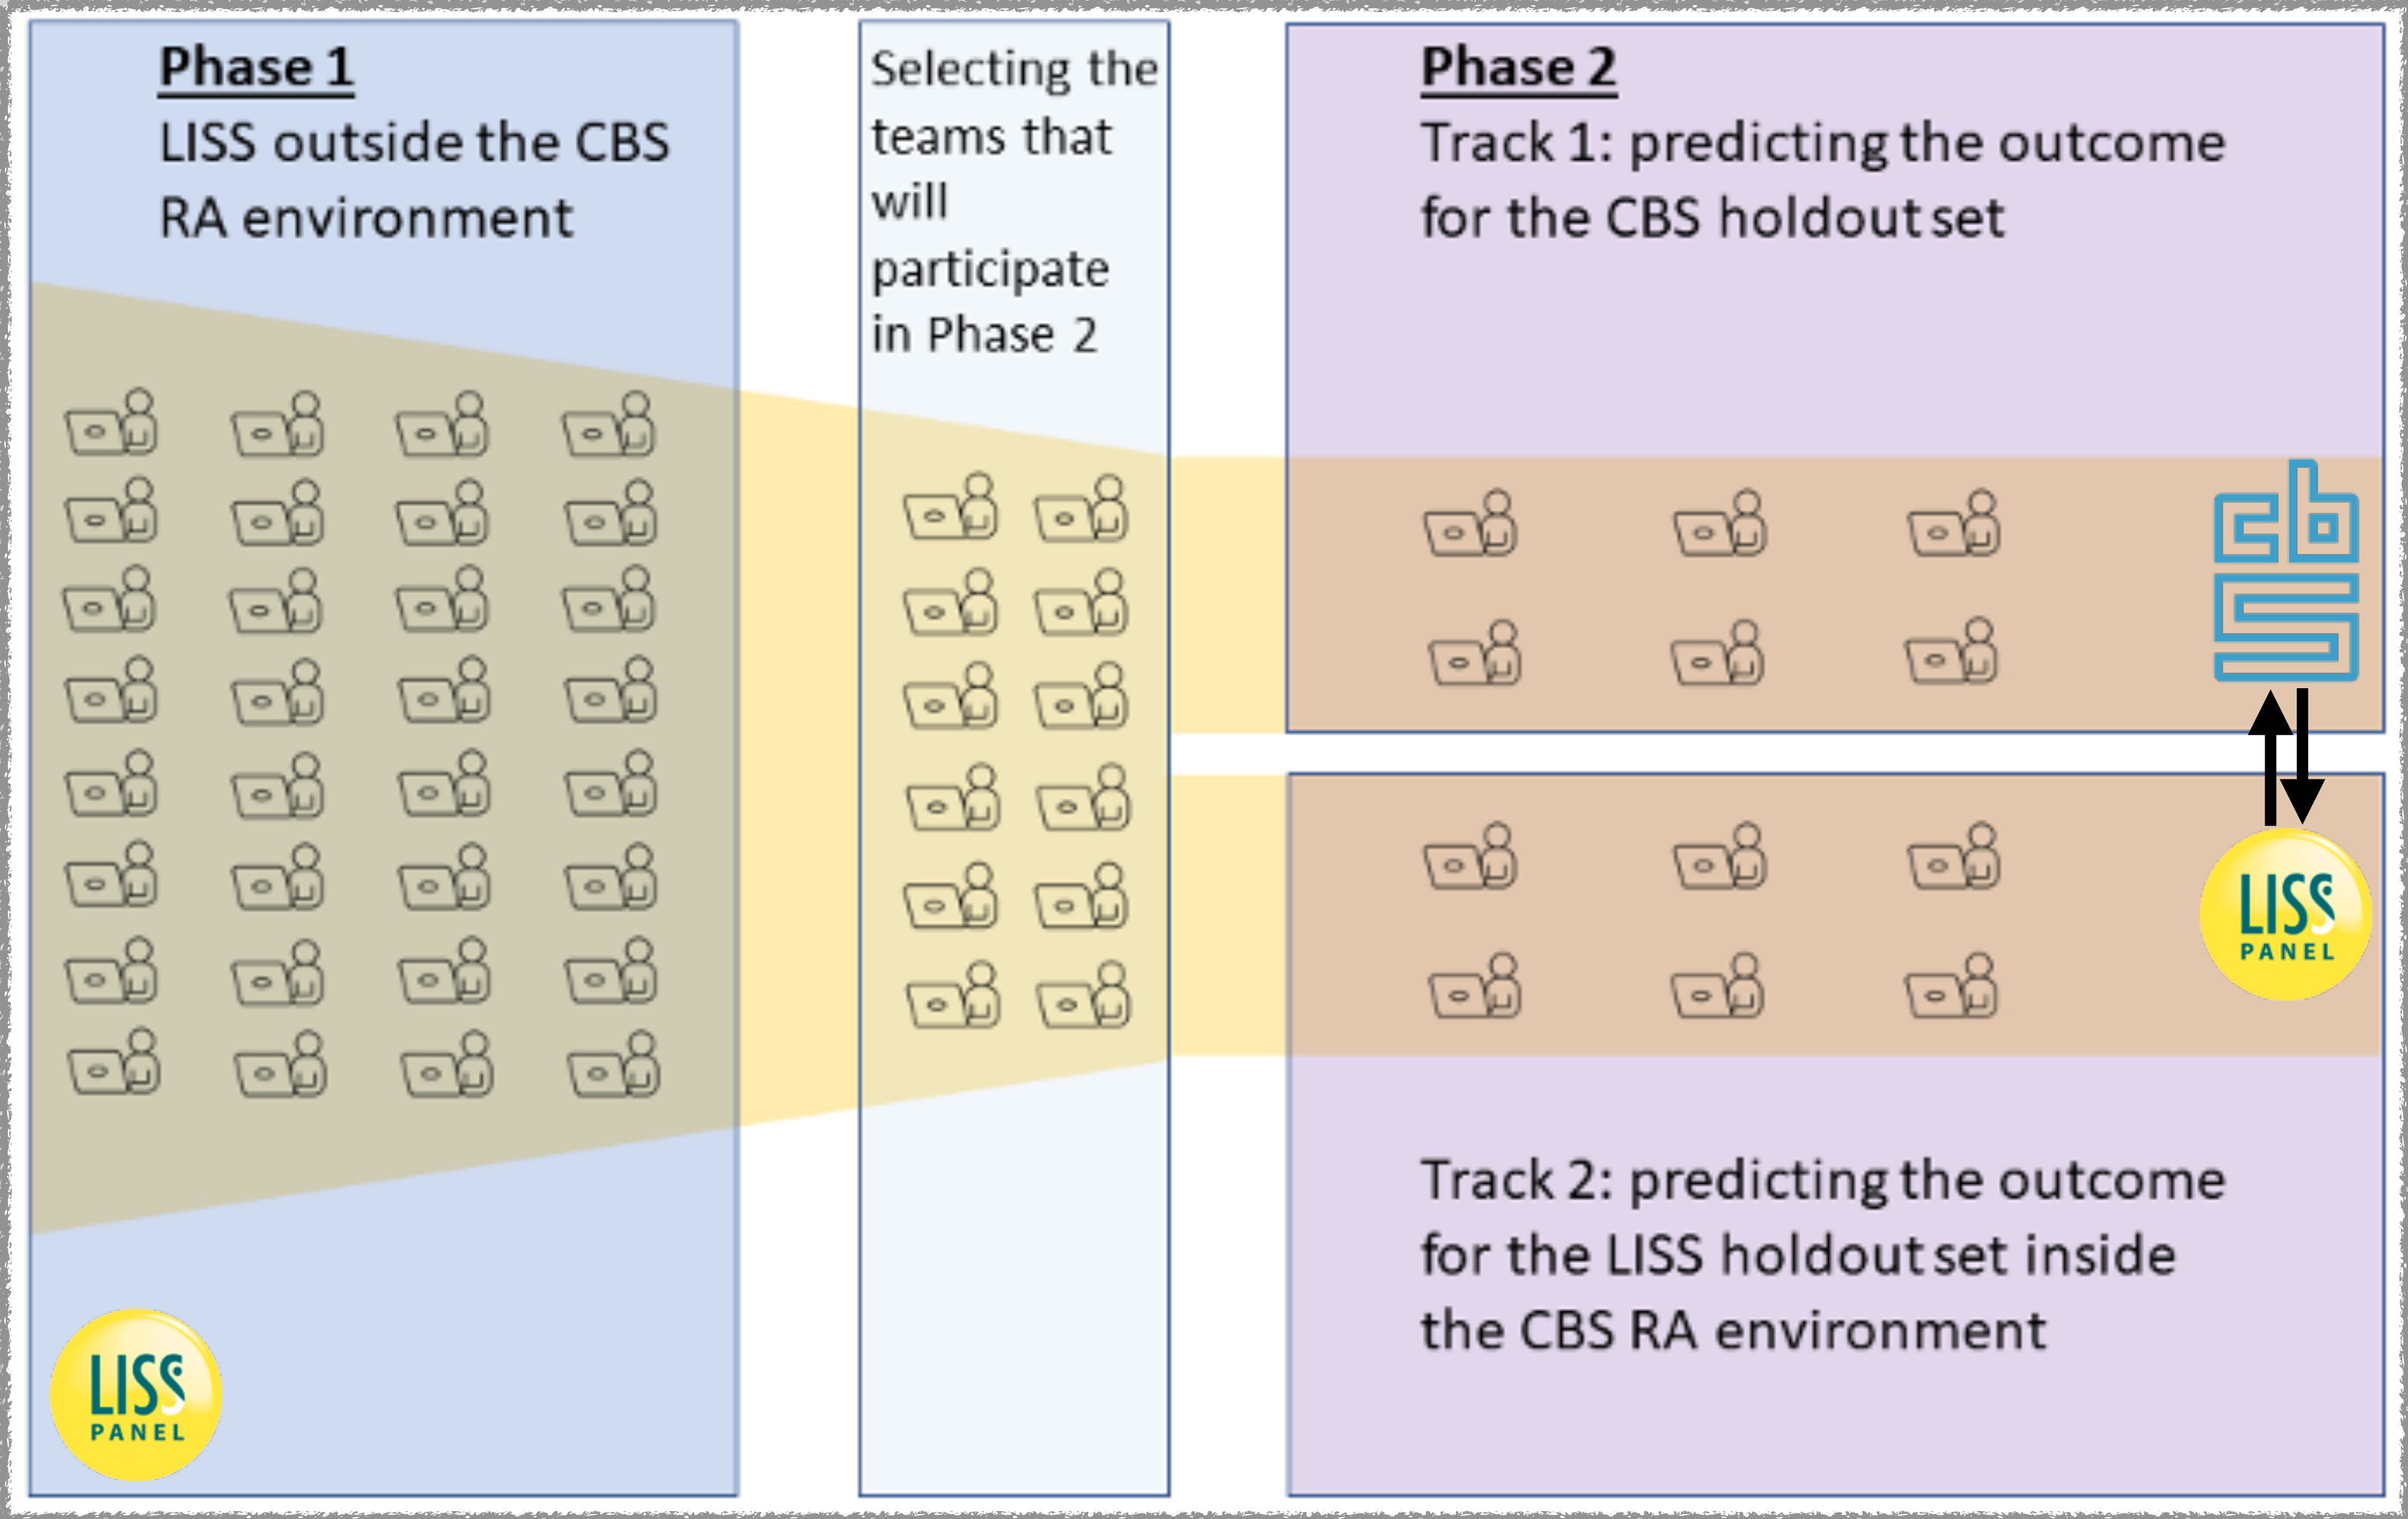 Phase 1
LISS outside the CBS
RA environment
LISS
PANEL
Selecting the
teams that
will
participate
in Phase 2
Phase 2
Track 1: predicting the outcome
for the CBS holdout set
cbs
LISS
PANEL
Track 2: predicting the outcome
for the LISS holdout set inside
the CBS RA environment